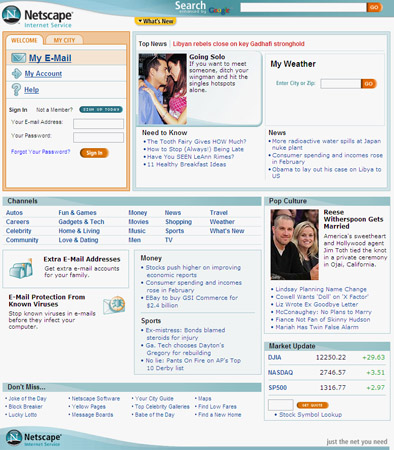 Netscape®
Internet Service
Search
enhanced by Google
GO
What's New
WELCOME
MY CITY
My E-Mail
My Account
Help
Sign In Not a Member? SIGN UP TODAY
Your E-mail Address:
Your Password:
Forgot Your Password? Sign In
Top News | Libyan rebels close on key Gadhafi stronghold
Going Solo
If you want to meet
someone, ditch your
wingman and hit
the singles hotspots
alone.
My Weather
Enter City or Zip: GO
Need to Know
• The Tooth Fairy Gives HOW Much?
• How to Stop (Always!) Being Late
• Have You SEEN LeAnn Rimes?
• 11 Healthy Breakfast Ideas
News
• More radioactive water spills at Japan
nuke plant
• Consumer spending and incomes rose
in February
• Obama to lay out his case on Libya
Channels
Autos Fun & Games Money News Travel
Careers Gadgets & Tech Movies Shopping Weather
Celebrity Home & Living Music Sports What's New
Community Love & Dating Men TV
Extra E-Mail Addresses
Get extra e-mail accounts
for your family.
E-Mail Protection From
Known Viruses
Stop known viruses in e-mails
before they infect your
computer.
Money
• Stocks push higher on improving
economic reports
• Consumer spending and incomes
rose in February
• EBay to buy GSI Commerce for
$2.4 billion
Sports
• Ex-mistress: Bonds blamed
steroids for injury
• Ga. Tech chooses Dayton's
Gregory for rebuilding
• No lie: Pants On Fire on AP's Top
10 Derby list
Pop Culture
Reese
Witherspoon Gets
Married
America's sweetheart
and Hollywood agent
Jim Toth tied the knot
in a private ceremony
in Ojai, California.
• Lindsay Planning Name Change
• Cowell Wants 'Doll' on 'X Factor'
• Liz Wrote Ex Goodbye Letter
• McConaughey: No Plans to Marry
• Fiance Not Fan of Skinny Hudson
• Mariah Has Twin False Alarm
Market Update
DJIA 12250.22 +29.63
NASDAQ 2746.57 +3.51
SP500 1316.77 +2.97
GET QUOTE
• Stock Symbol Lookup
Don't Miss...
• Joke of the Day • Netscape Software • Your City Guide • Maps
• Block Breaker • Yellow Pages • Top Celebrity Galleries • Find Low Fares
• Lucky Lotto • Message Boards • Babe of the Day • Find a New Home
Netscape®
Internet Service
just the net you need